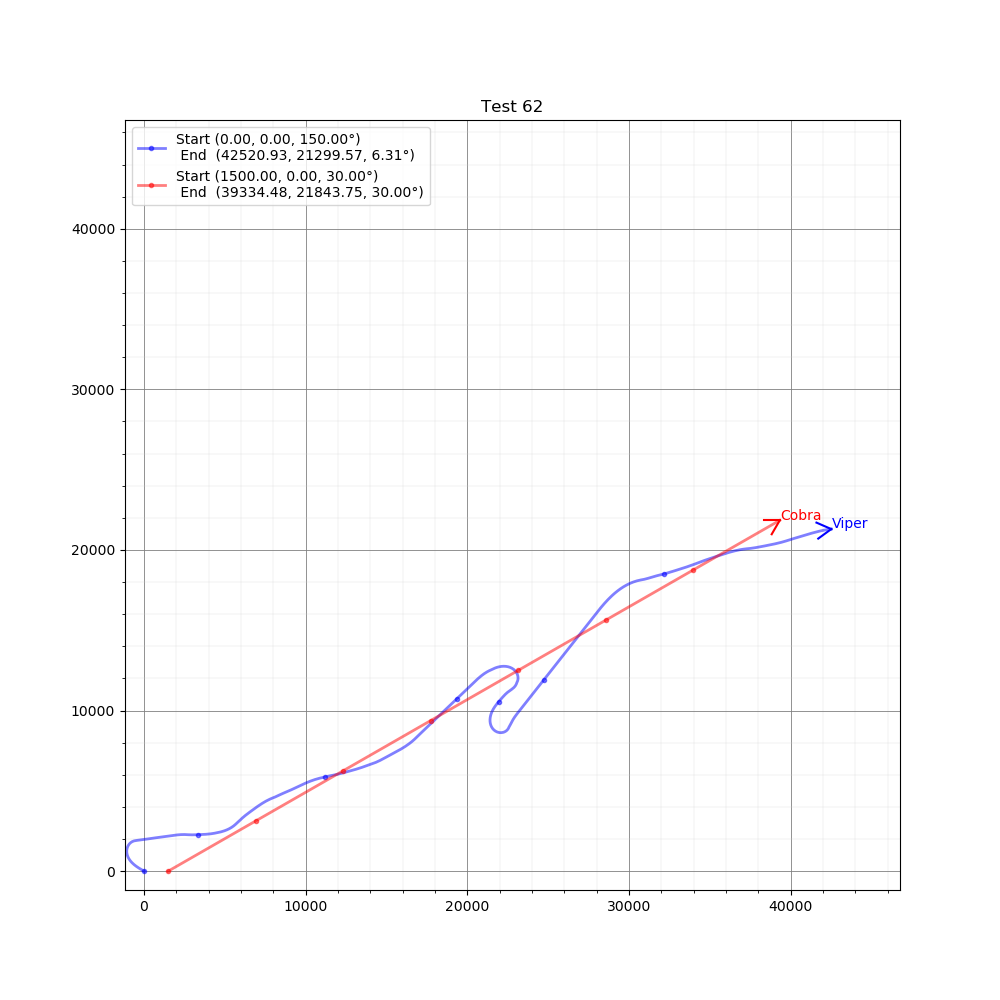 Test 62
Start (0.00, 0.00, 150.00°)
End  (42520.93, 21299.57, 6.31°)
Start (1500.00, 0.00, 30.00°)
End  (39334.48, 21843.75, 30.00°)
40000
30000
Cobra
Viper
20000
10000
0
0 10000 20000 30000 40000